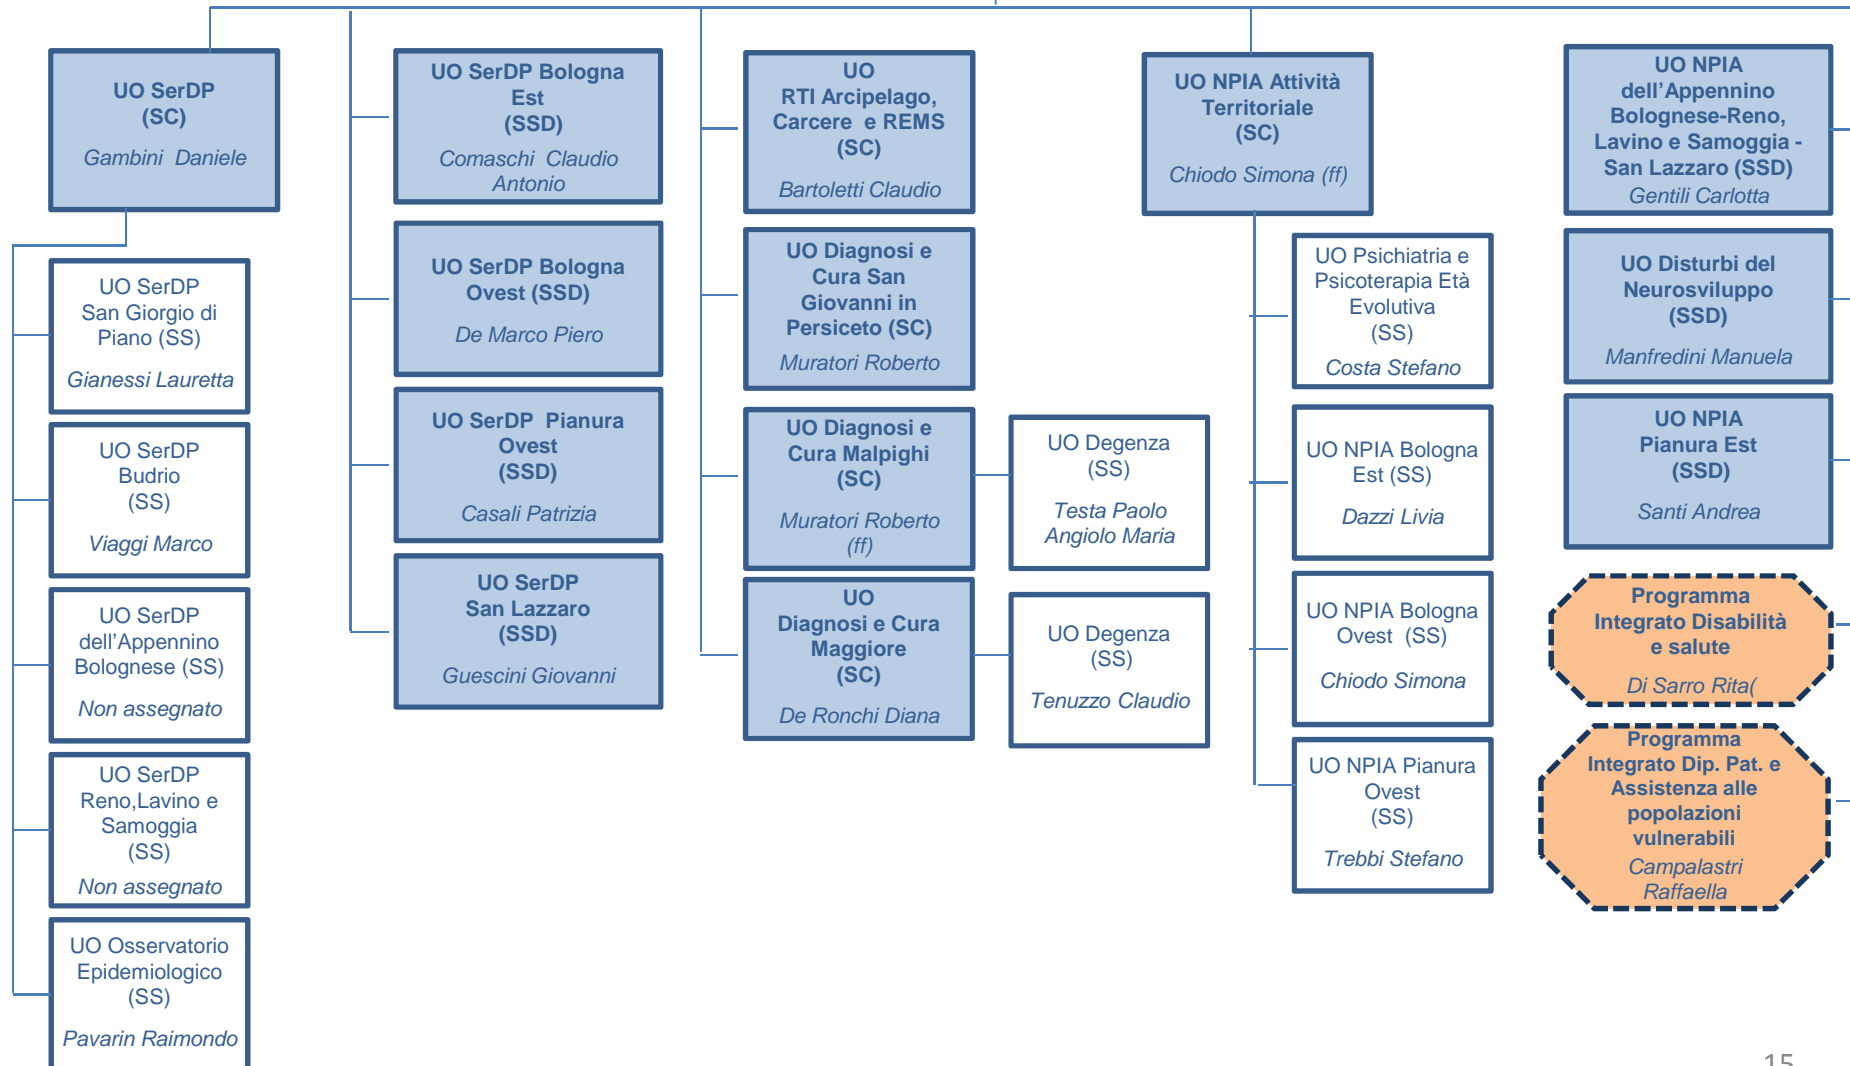 UO SerDP
(SC)
Gambini Daniele
UO SerDP
San Giorgio di
Piano (SS)
Gianessi Lauretta
UO SerDP
Budrio
(SS)
Viaggi Marco
UO SerDP
dell'Appennino
Bolognese (SS)
Non assegnato
UO SerDP
Reno,Lavino e
Samoggia
(SS)
Non assegnato
UO Osservatorio
Epidemiologico
(SS)
Pavarin Raimondo
UO SerDP Bologna
Est
(SSD)
Comaschi Claudio
Antonio
UO SerDP Bologna
Ovest (SSD)
De Marco Piero
UO SerDP Pianura
Ovest
(SSD)
Casali Patrizia
UO SerDP
San Lazzaro
(SSD)
Guescini Giovanni
UO
RTI Arcipelago,
Carcere e REMS
(SC)
Bartoletti Claudio
UO Diagnosi e
Cura San
Giovanni in
Persiceto (SC)
Muratori Roberto
UO Diagnosi e
Cura Malpighi
(SC)
Muratori Roberto
(ff)
UO Degenza
(SS)
Testa Paolo
Angiolo Maria
UO
Diagnosi e Cura
Maggiore
(SC)
De Ronchi Diana
UO Degenza
(SS)
Tenuzzo Claudio
UO NPIA Attività
Territoriale
(SC)
Chiodo Simona (ff)
UO Psichiatria e
Psicoterapia Età
Evolutiva
(SS)
Costa Stefano
UO NPIA Bologna
Est (SS)
Dazzi Livia
UO NPIA Bologna
Ovest (SS)
Chiodo Simona
UO NPIA Pianura
Ovest
(SS)
Trebbi Stefano
UO NPIA
dell'Appennino
Bolognese-Reno,
Lavino e Samoggia -
San Lazzaro (SSD)
Gentili Carlotta
UO Disturbi del
Neurosviluppo
(SSD)
Manfredini Manuela
UO NPIA
Pianura Est
(SSD)
Santi Andrea
Programma
Integrato Disabilità
e salute
Di Sarro Rita(
Programma
Integrato Dip. Pat. e
Assistenza alle
popolazioni
vulnerabili
Campalastri
Raffaella
15